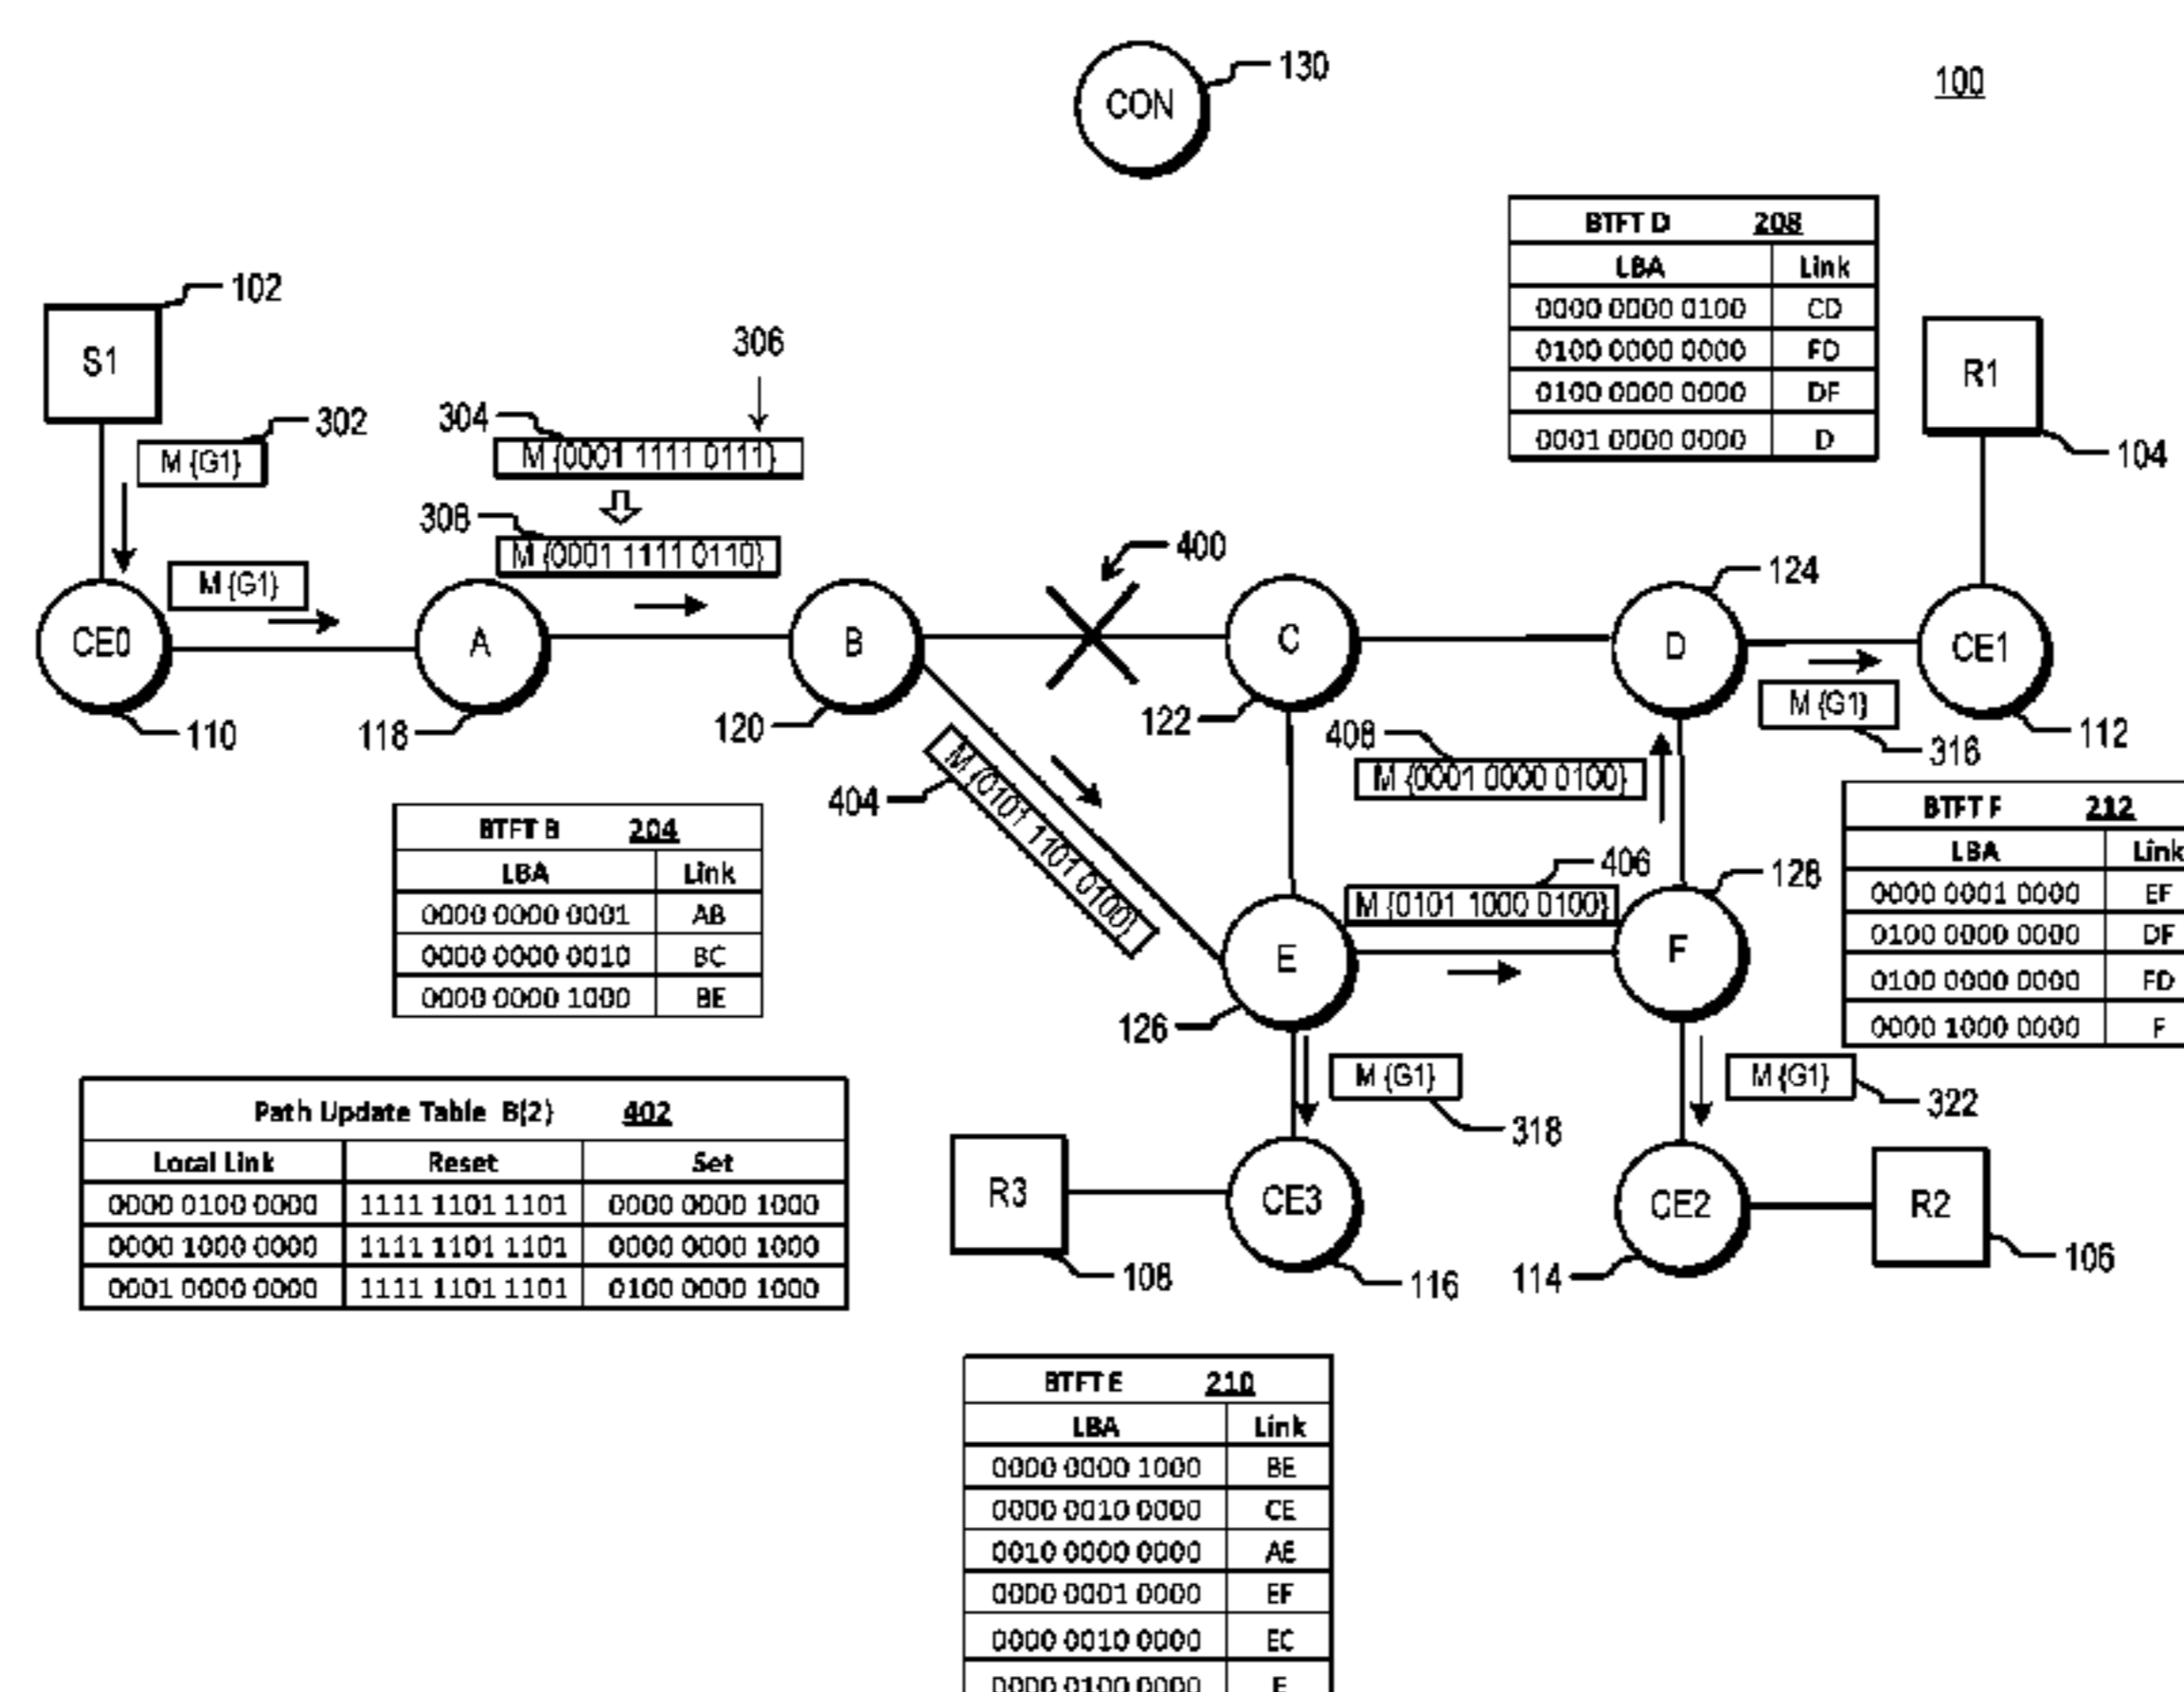 CON
130
100
BTFT D 208
LBA Link
0000 0000 0100 CD
0100 0000 0000 FD
0100 0000 0000 DF
0001 0000 0000 D
102
S1
302
M {G1}
306
304
M {0001 1111 0111}
308
M {0001 1111 0110}
R1
104
400
M {G1}
CE0
110
A
118
B
120
C
122
D
124
CE1
112
M {G1}
316
404
M {0101 1101 0100}
408
M {0001 0000 0100}
406
M {0101 1000 0100}
E
126
F
128
BTFT B 204
LBA Link
0000 0000 0001 AB
0000 0000 0010 BC
0000 0000 1000 BE
BTFT F 212
LBA Link
0000 0001 0000 EF
0100 0000 0000 DF
0100 0000 0000 FD
0000 1000 0000 F
Path Update Table B(2) 402
Local Link Reset Set
0000 0100 0000 1111 1101 1101 0000 0000 1000
0000 1000 0000 1111 1101 1101 0000 0000 1000
0001 0000 0000 1111 1101 1101 0100 0000 1000
M {G1}
318
M {G1}
322
R3
108
CE3
116
CE2
114
R2
106
BTFT E 210
LBA Link
0000 0000 1000 BE
0000 0010 0000 CE
0010 0000 0000 AE
0000 0001 0000 EF
0000 0010 0000 EC
0000 0100 0000 E